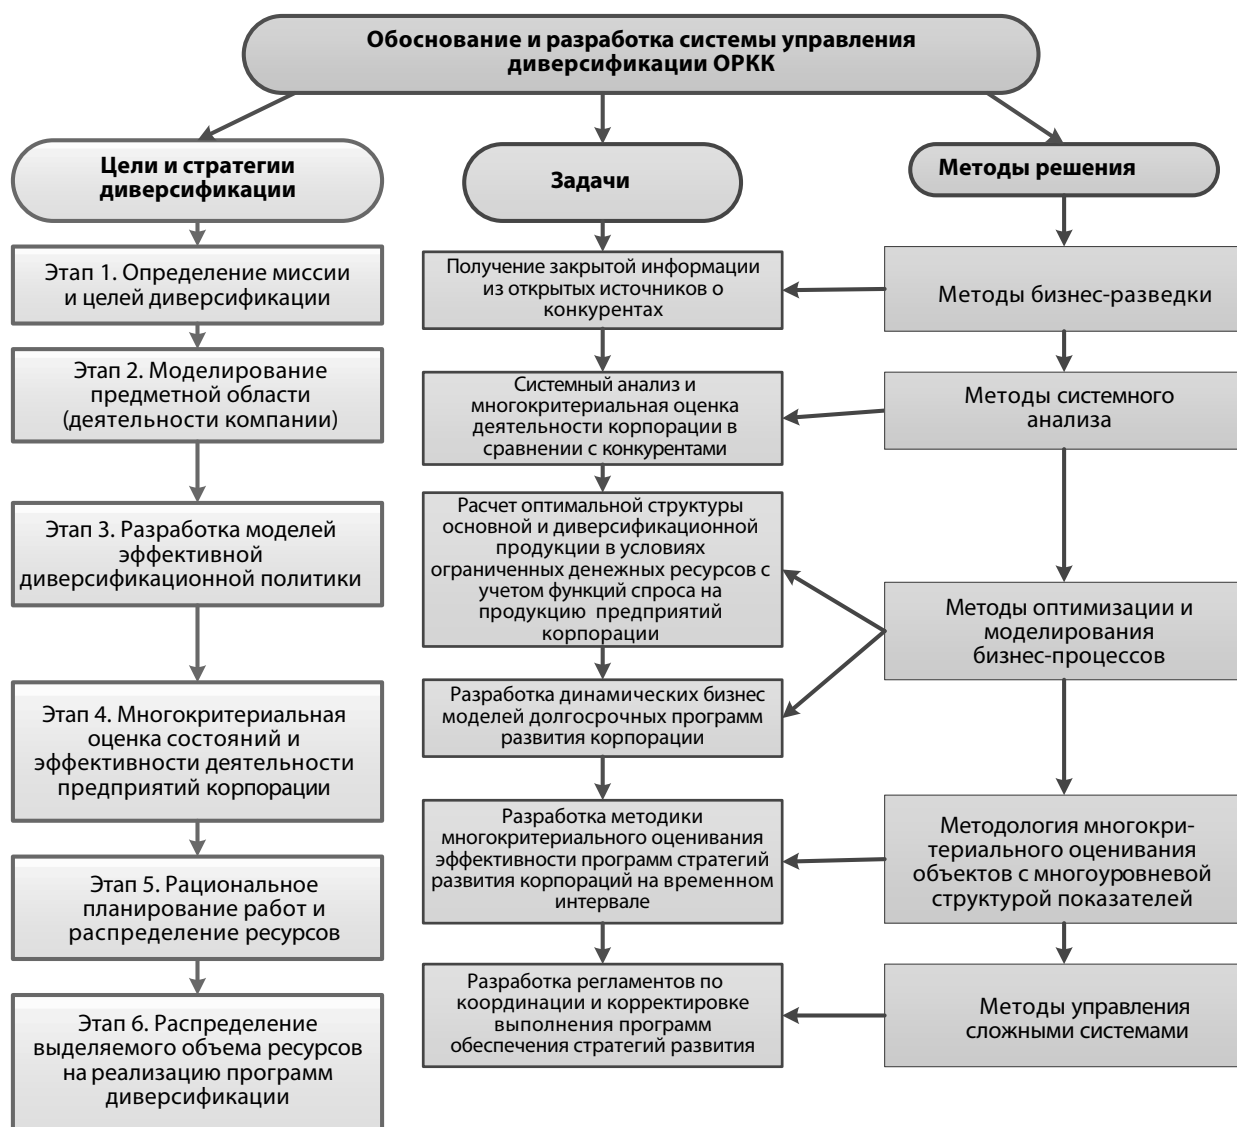 Обоснование и разработка системы управления
диверсификации ОРКК
Цели и стратегии
диверсификации
Этап 1. Определение миссии
и целей диверсификации
Этап 2. Моделирование
предметной области
(деятельности компании)
Этап 3. Разработка моделей
эффективной
диверсификационной политики
Этап 4. Многокритериальная
оценка состояний и
эффективности деятельности
предприятий корпорации
Этап 5. Рациональное
планирование работ и
распределение ресурсов
Этап 6. Распределение
выделяемого объема ресурсов
на реализацию программ
диверсификации
Задачи
Получение закрытой информации
из открытых источников о
конкурентах
Системный анализ и
многокритериальная оценка
деятельности корпорации в
сравнении с конкурентами
Расчет оптимальной структуры
основной и диверсификационной
продукции в условиях
ограниченных денежных ресурсов с
учетом функций спроса на
продукцию предприятий
корпорации
Разработка динамических бизнес
моделей долгосрочных программ
развития корпорации
Разработка методики
многокритериального оценивания
эффективности программ стратегий
развития корпораций на временном
интервале
Разработка регламентов по
координации и корректировке
выполнения программ
обеспечения стратегий развития
Методы решения
Методы бизнес-разведки
Методы системного
анализа
Методы оптимизации и
моделирования
бизнес-процессов
Методология многокри-
териального оценивания
объектов с многоуровневой
структурой показателей
Методы управления
сложными системами